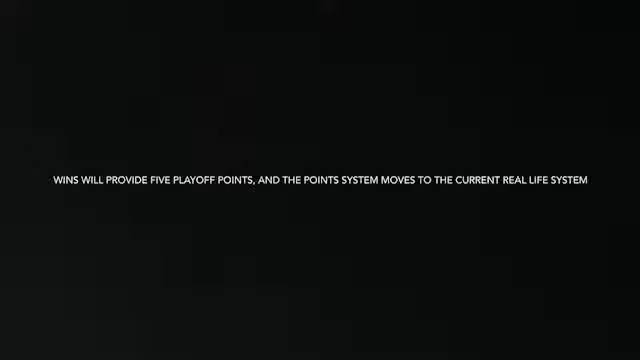 WINS WILL PROVIDE FIVE PLAYOFF POINTS, AND THE POINTS SYSTEM MOVES TO THE CURRENT REAL LIFE SYSTEM